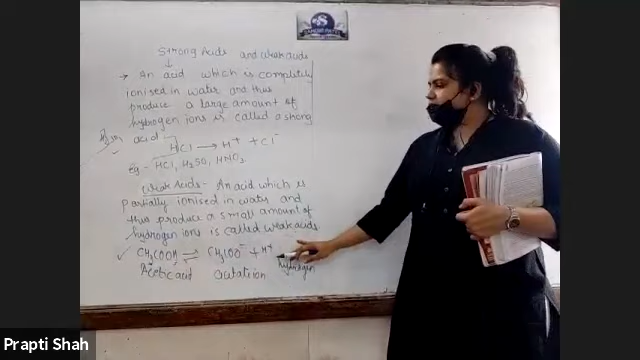 Strong Acids and weak acids
→ An acid which is completely
ionised in water and thus
produce a large amount of
hydrogen ions is called a strong
acid
HCl → H⁺ + Cl⁻
eg - HCl, H₂SO, HNO₂
Weak Acids - An acid which is
partially ionised in water and
thus produce a small amount of
hydrogen ions is called weak acids
CH₃COOH ⇌ CH₃COO⁻ + H⁺
Acetic acid hydrogen
Prapti Shah